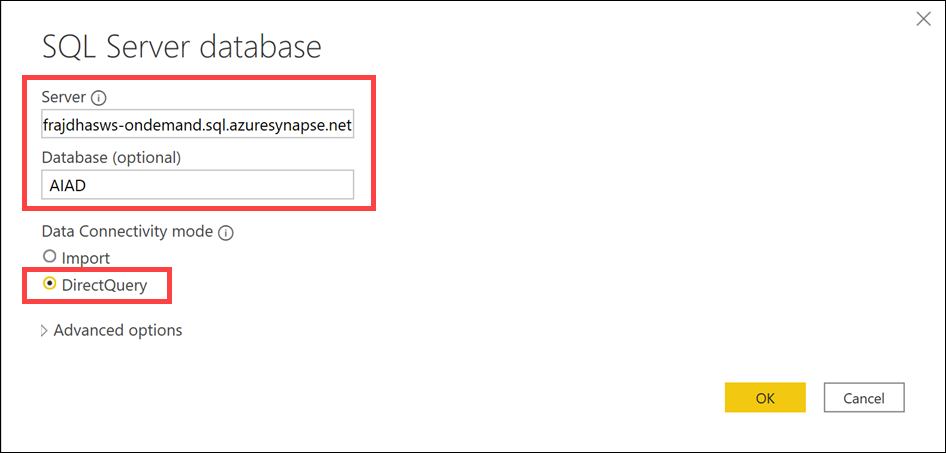 SQL Server database
Server
frajdhasws-ondemand.sql.azuresynapse.net
Database (optional)
AIAD
Data Connectivity mode
Import
DirectQuery
Advanced options
OK Cancel